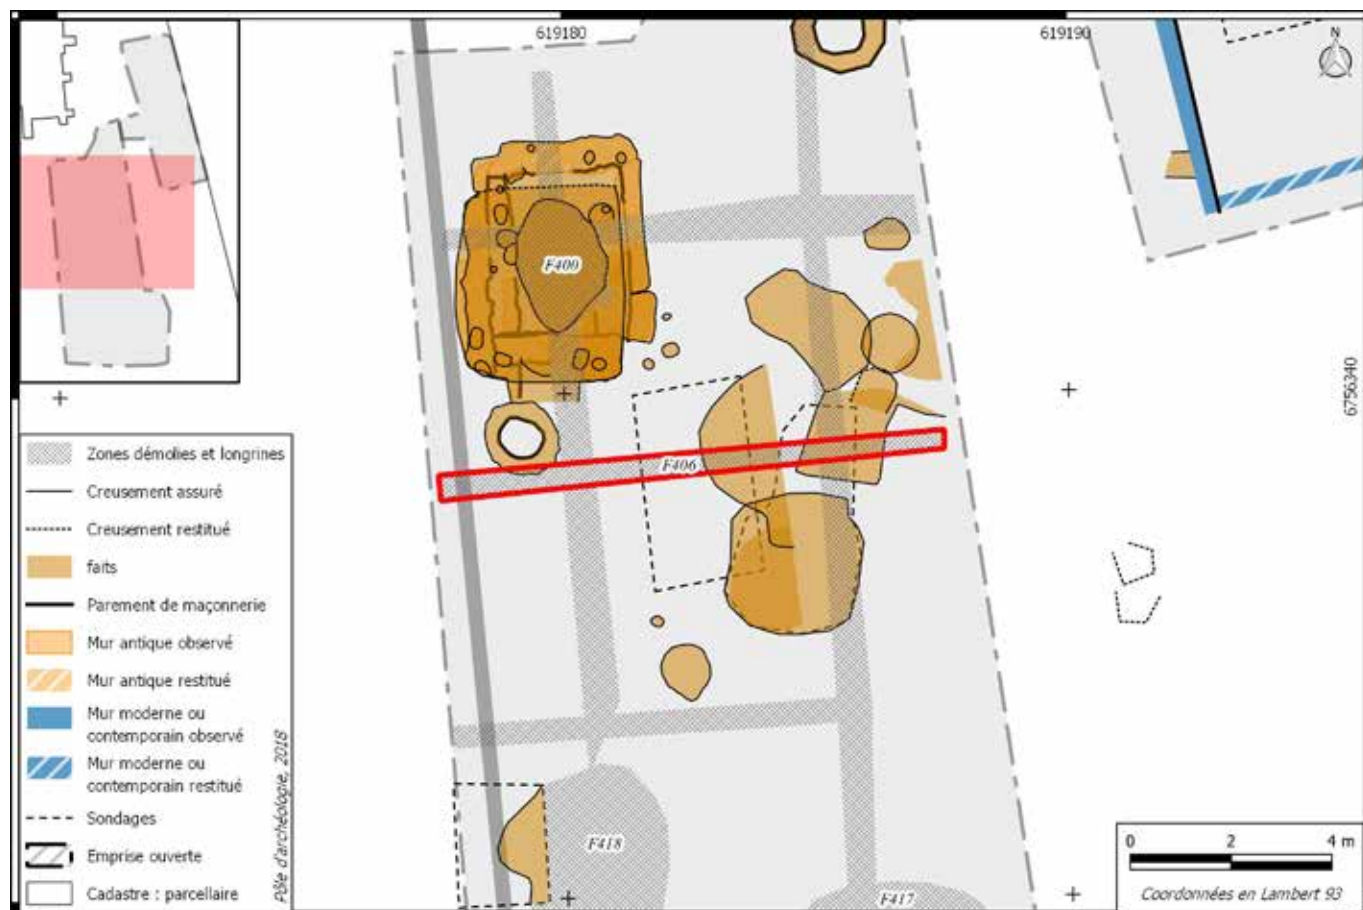 619180
619190
N
F400
6756340
F406
Zones démolies et longrines
Creusement assuré
Creusement restitué
faits
Parement de maçonnerie
Mur antique observé
Mur antique restitué
Mur moderne ou
contemporain observé
Mur moderne ou
contemporain restitué
Sondages
Emprise ouverte
Cadastre : parcellaire
Pôle d'archéologie, 2018
F418
F417
0 2 4 m
Coordonnées en Lambert 93